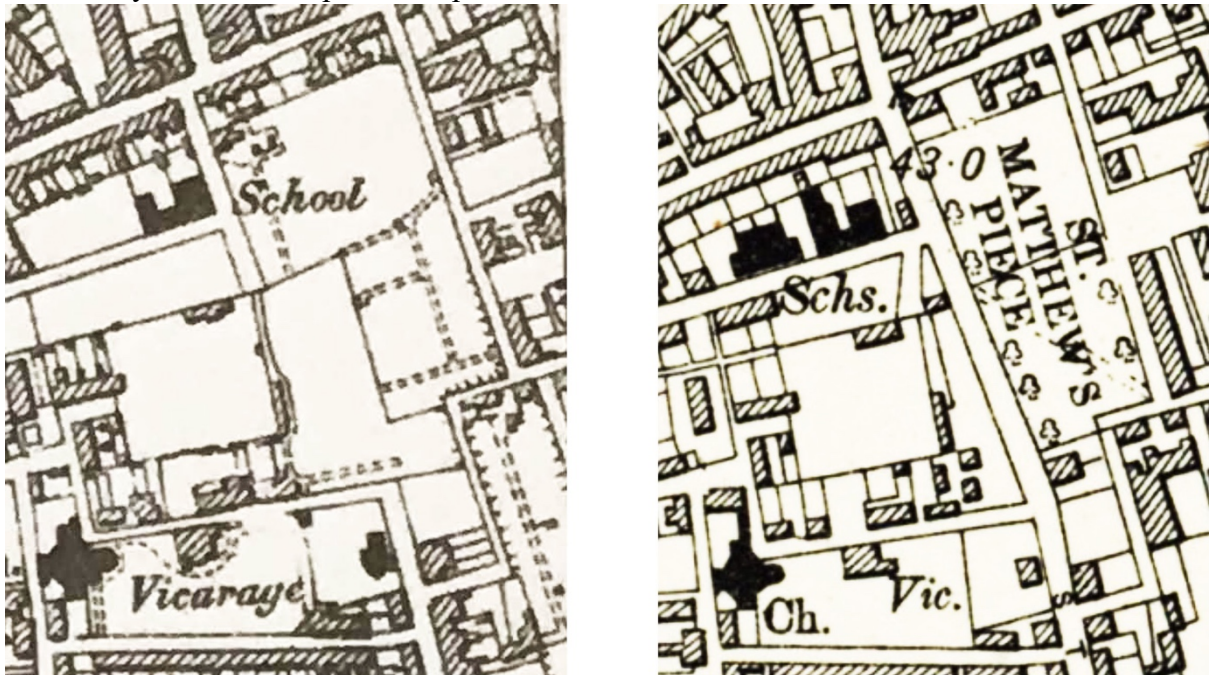 School
Vicarage
43·0
ST.
MATTHEW'S
PIECE
Schs.
Vic.
Ch.
S